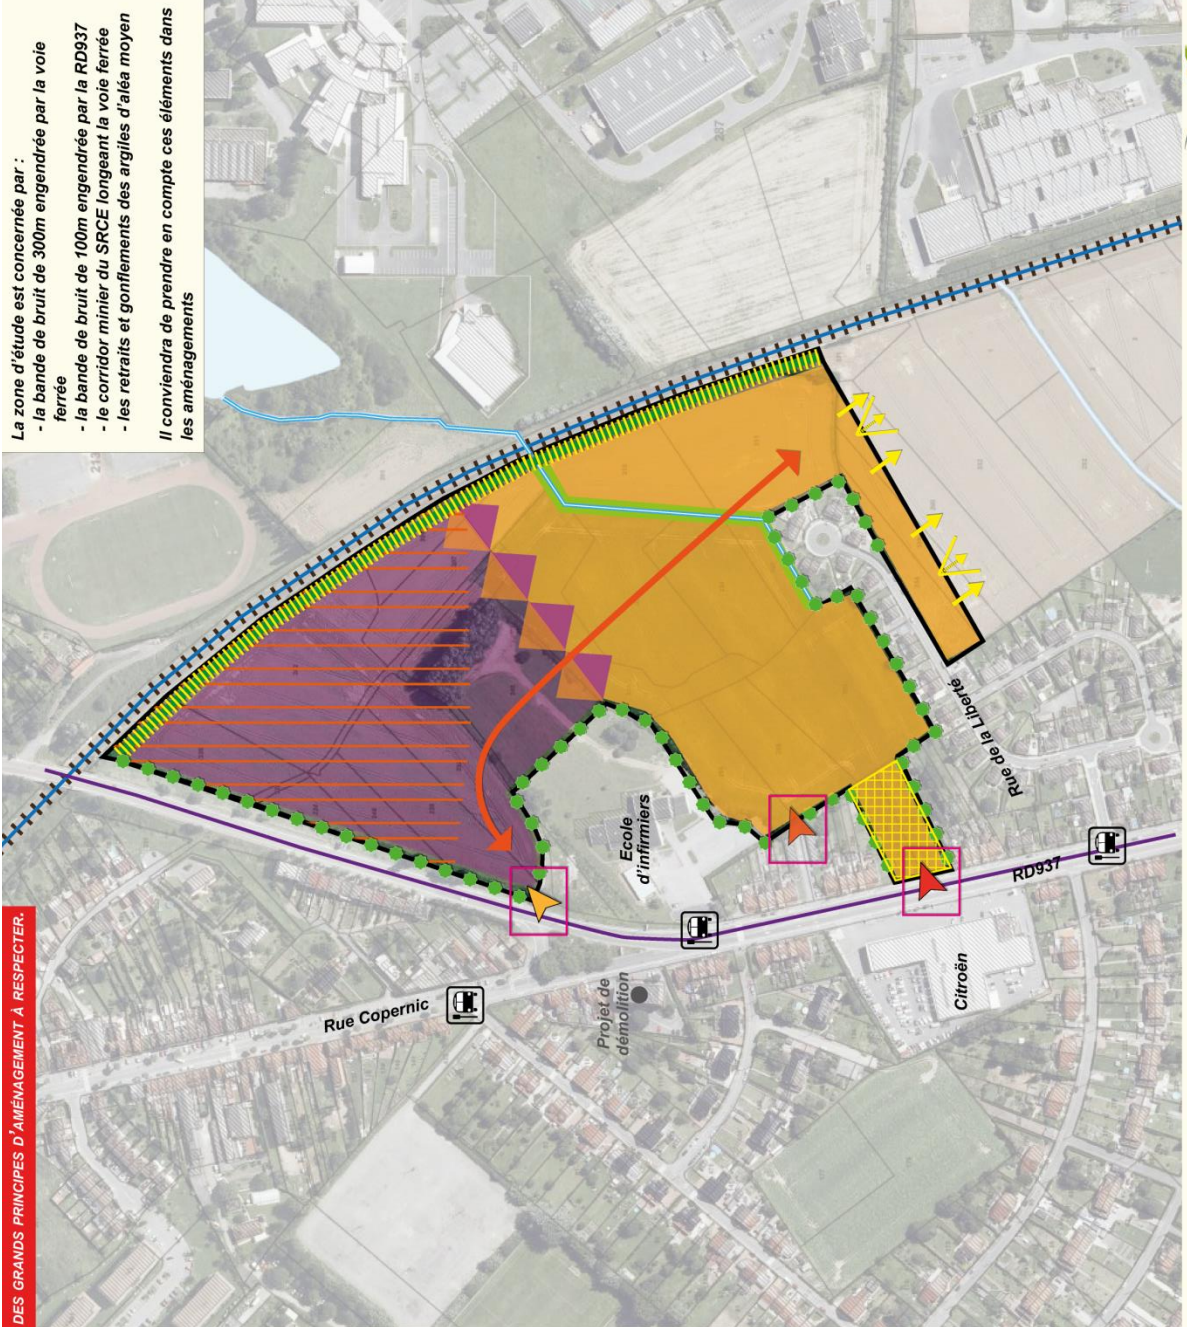 DES GRANDS PRINCIPES D'AMÉNAGEMENT À RESPECTER.
La zone d'étude est concernée par :
- la bande de bruit de 300m engendrée par la voie
ferrée
- la bande de bruit de 100m engendrée par la RD937
- le corridor minier du SRCE longeant la voie ferrée
- les retraits et gonflements des argiles d'aléa moyen
Il conviendra de prendre en compte ces éléments dans
les aménagements
Rue Copernic
Projet de
démolition
Ecole
d'infirmiers
Citroën
RD937
Rue de la Liberté